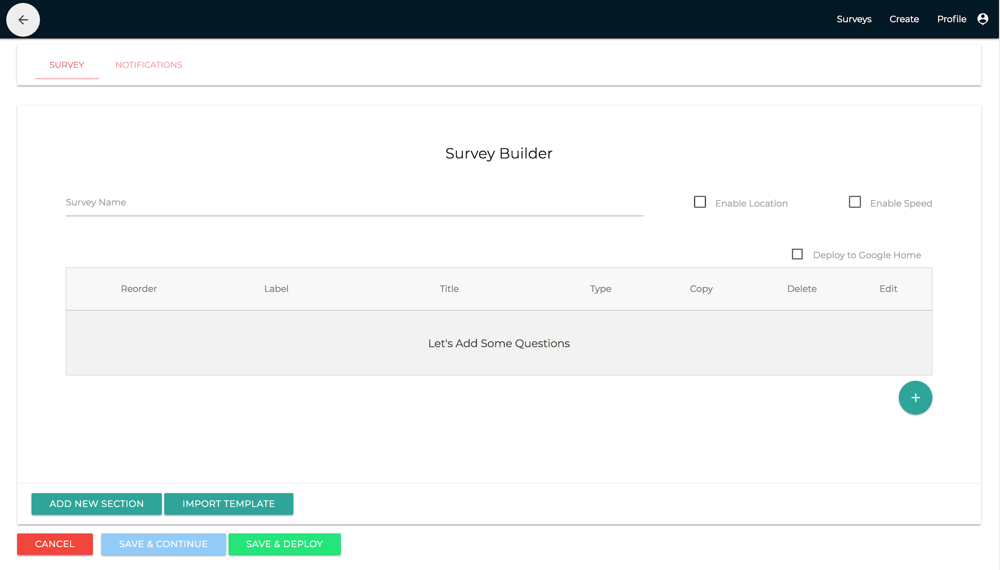 Surveys Create Profile
SURVEY NOTIFICATIONS
Survey Builder
Survey Name Enable Location Enable Speed
Deploy to Google Home
Reorder Label Title Type Copy Delete Edit
Let's Add Some Questions
ADD NEW SECTION IMPORT TEMPLATE
CANCEL SAVE & CONTINUE SAVE & DEPLOY